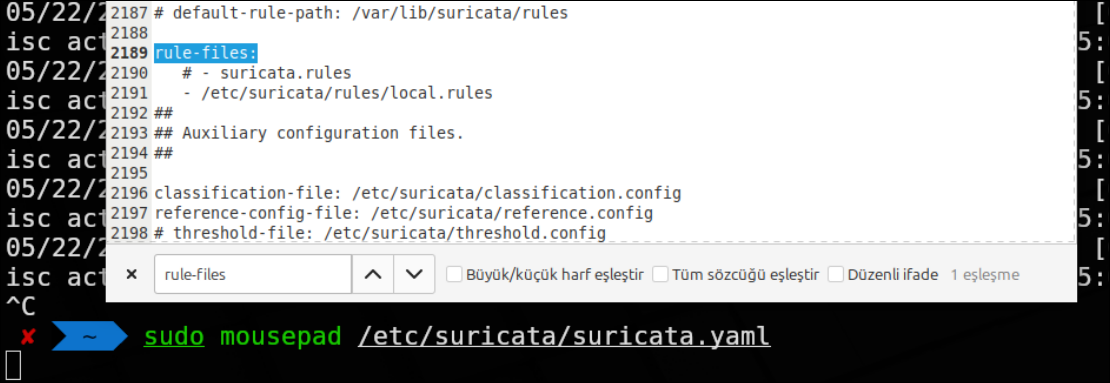 05/22/2
isc act
05/22/2
isc act
05/22/2
isc act
05/22/2
isc act
05/22/2
isc act
2187 # default-rule-path: /var/lib/suricata/rules
2188
2189 rule-files:
2190    # - suricata.rules
2191    - /etc/suricata/rules/local.rules
2192 ##
2193 ## Auxiliary configuration files.
2194 ##
2195
2196 classification-file: /etc/suricata/classification.config
2197 reference-config-file: /etc/suricata/reference.config
2198 # threshold-file: /etc/suricata/threshold.config
[
5:
[
5:
[
5:
[
5:
[
5:
× rule-files Büyük/küçük harf eşleştir Tüm sözcüğü eşleştir Düzenli ifade 1 eşleşme
^C
✘ ~ sudo mousepad /etc/suricata/suricata.yaml